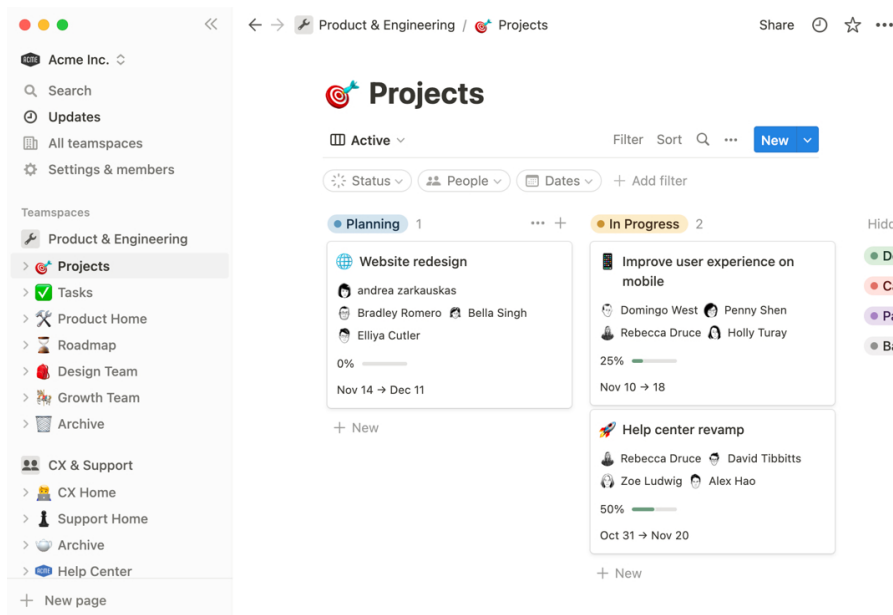 Acme Inc.
Search
Updates
All teamspaces
Settings & members
Teamspaces
Product & Engineering
Projects
Tasks
Product Home
Roadmap
Design Team
Growth Team
Archive
CX & Support
CX Home
Support Home
Archive
Help Center
New page
Product & Engineering / Projects
Share
Projects
Active
Filter Sort
New
Status People Dates Add filter
Planning 1
Website redesign
andrea zarkauskas
Bradley Romero Bella Singh
Elliya Cutler
0%
Nov 14 → Dec 11
New
In Progress 2
Improve user experience on
mobile
Domingo West Penny Shen
Rebecca Druce Holly Turay
25%
Nov 10 → 18
Help center revamp
Rebecca Druce David Tibbitts
Zoe Ludwig Alex Hao
50%
Oct 31 → Nov 20
New